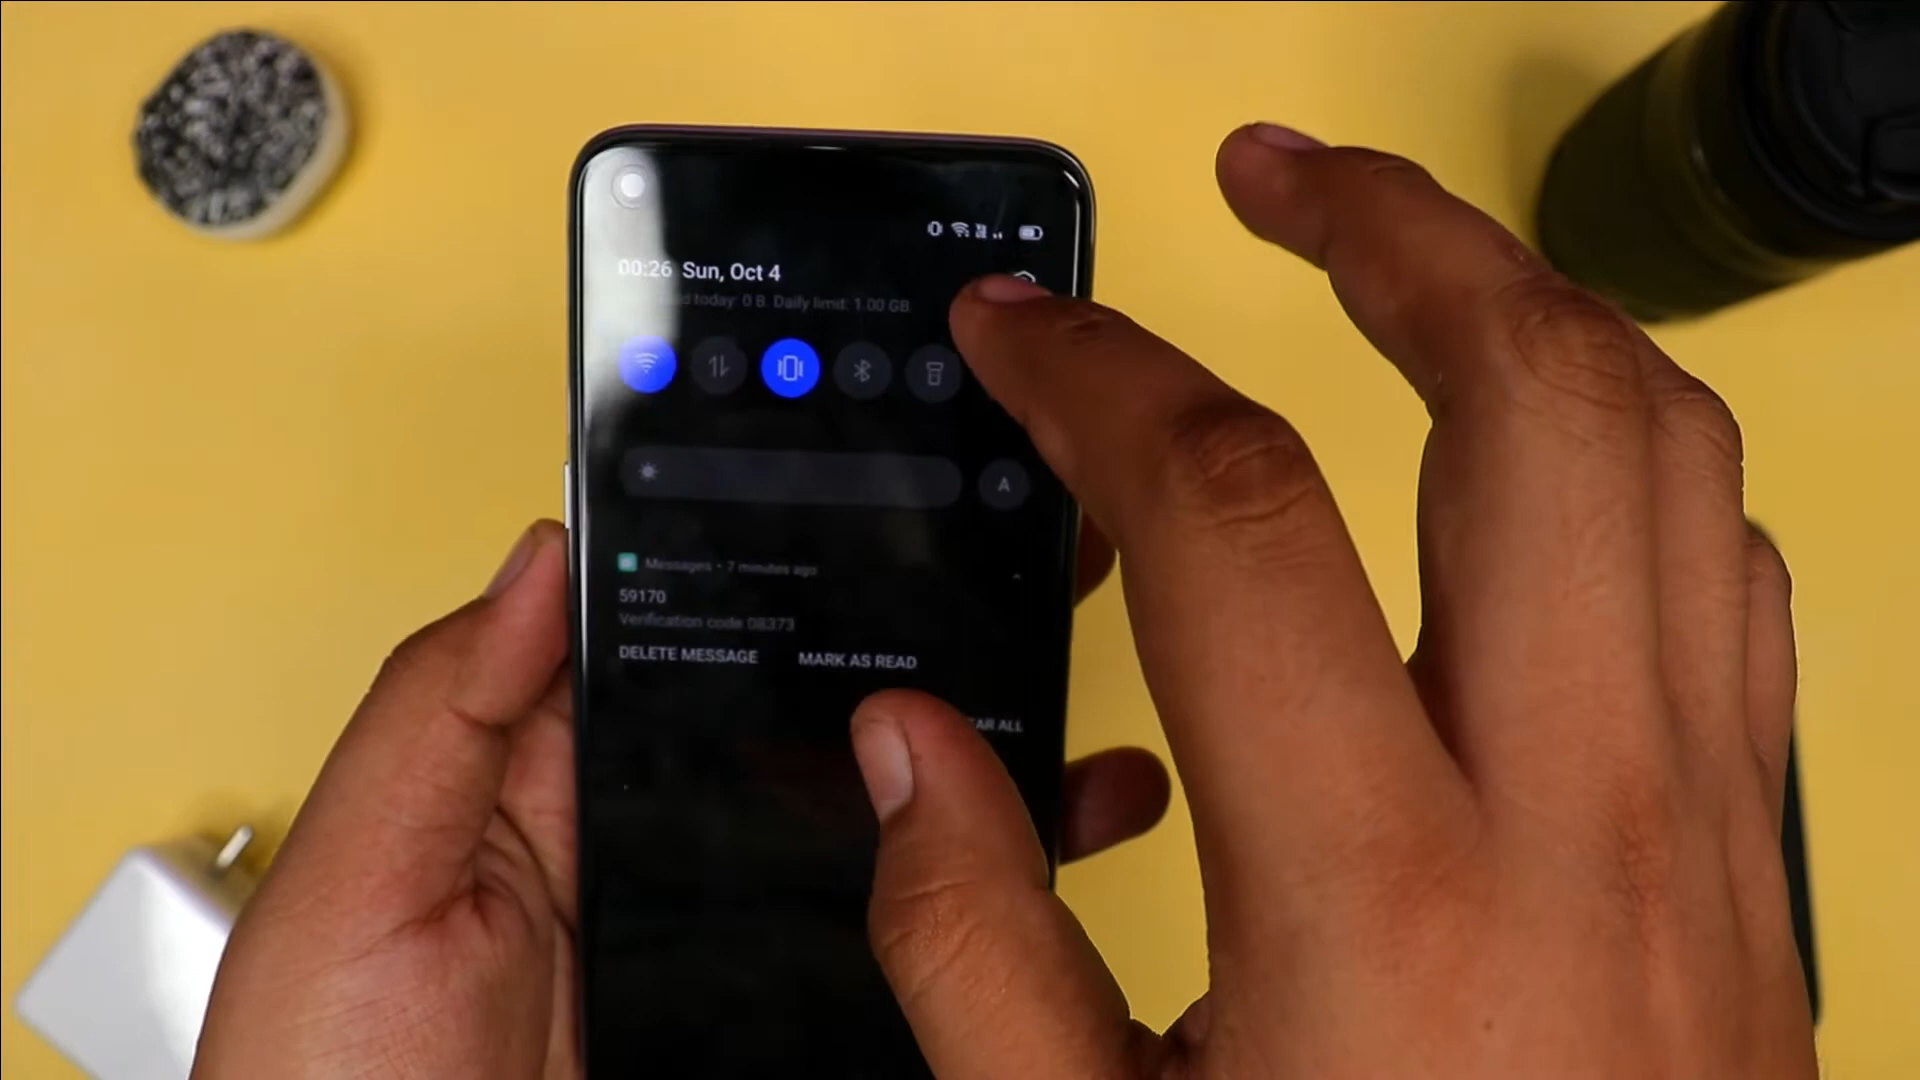 00:26 Sun, Oct 4
today: 0 B. Daily limit: 1.00 GB
A
Messages • 7 minutes ago
59170
Verification code 08373
DELETE MESSAGE MARK AS READ
AR ALL